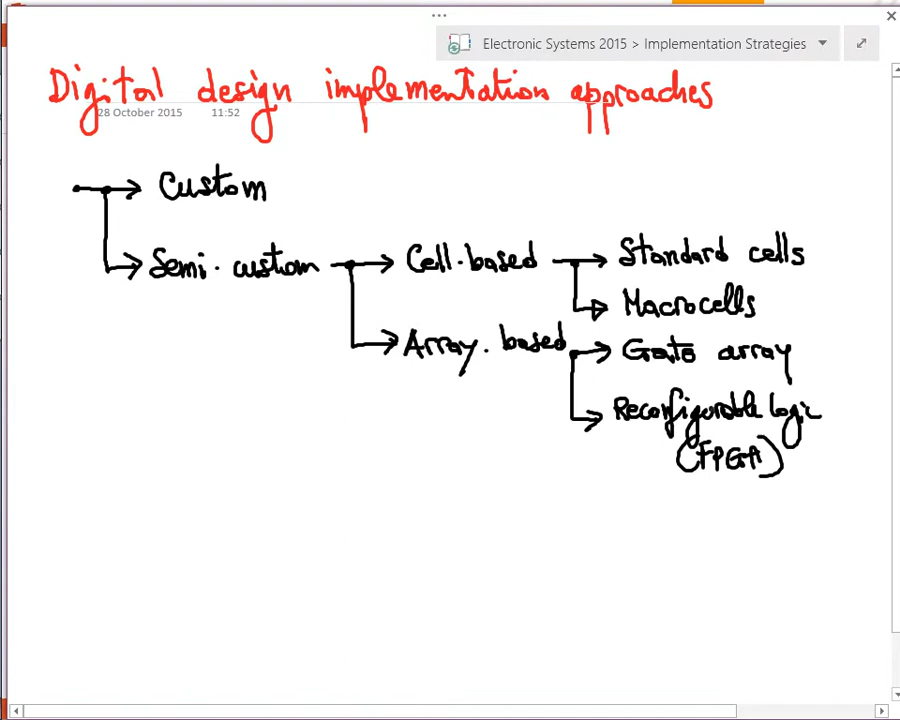 Electronic Systems 2015 > Implementation Strategies
Digital design implementation approaches
28 October 2015 11:52
Custom
Semi-custom
Cell-based
Standard cells
Macrocells
Array-based
Gate array
Reconfigurable logic
(FPGA)